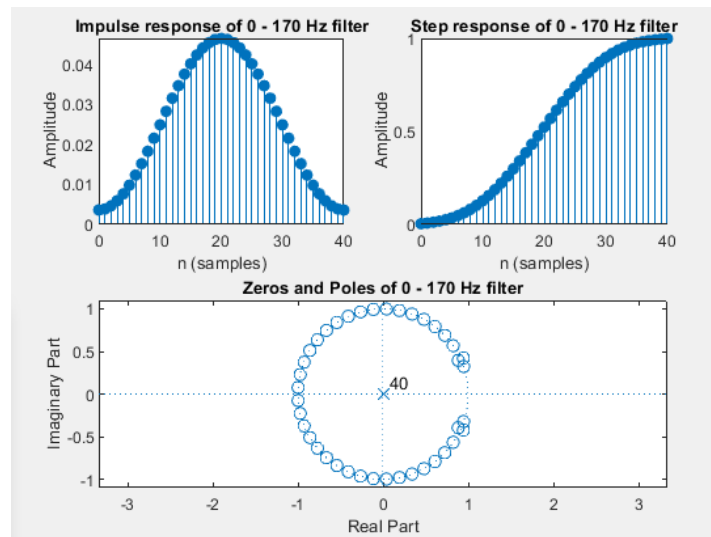 Impulse response of 0 - 170 Hz filter
Amplitude
0.04
0.03
0.02
0.01
0
0 10 20 30 40
n (samples)
Step response of 0 - 170 Hz filter
Amplitude
1
0.5
0
0 10 20 30 40
n (samples)
Zeros and Poles of 0 - 170 Hz filter
Imaginary Part
1
0.5
0
-0.5
-1
40
-3 -2 -1 0 1 2 3
Real Part